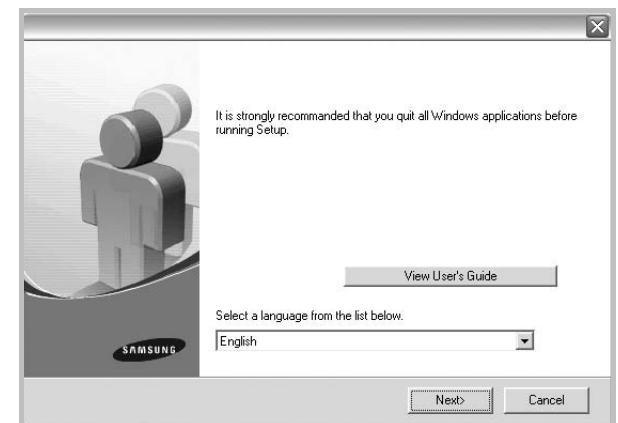 It is strongly recommanded that you quit all Windows applications before
running Setup.
View User's Guide
Select a language from the list below.
English
SAMSUNG
Next>
Cancel